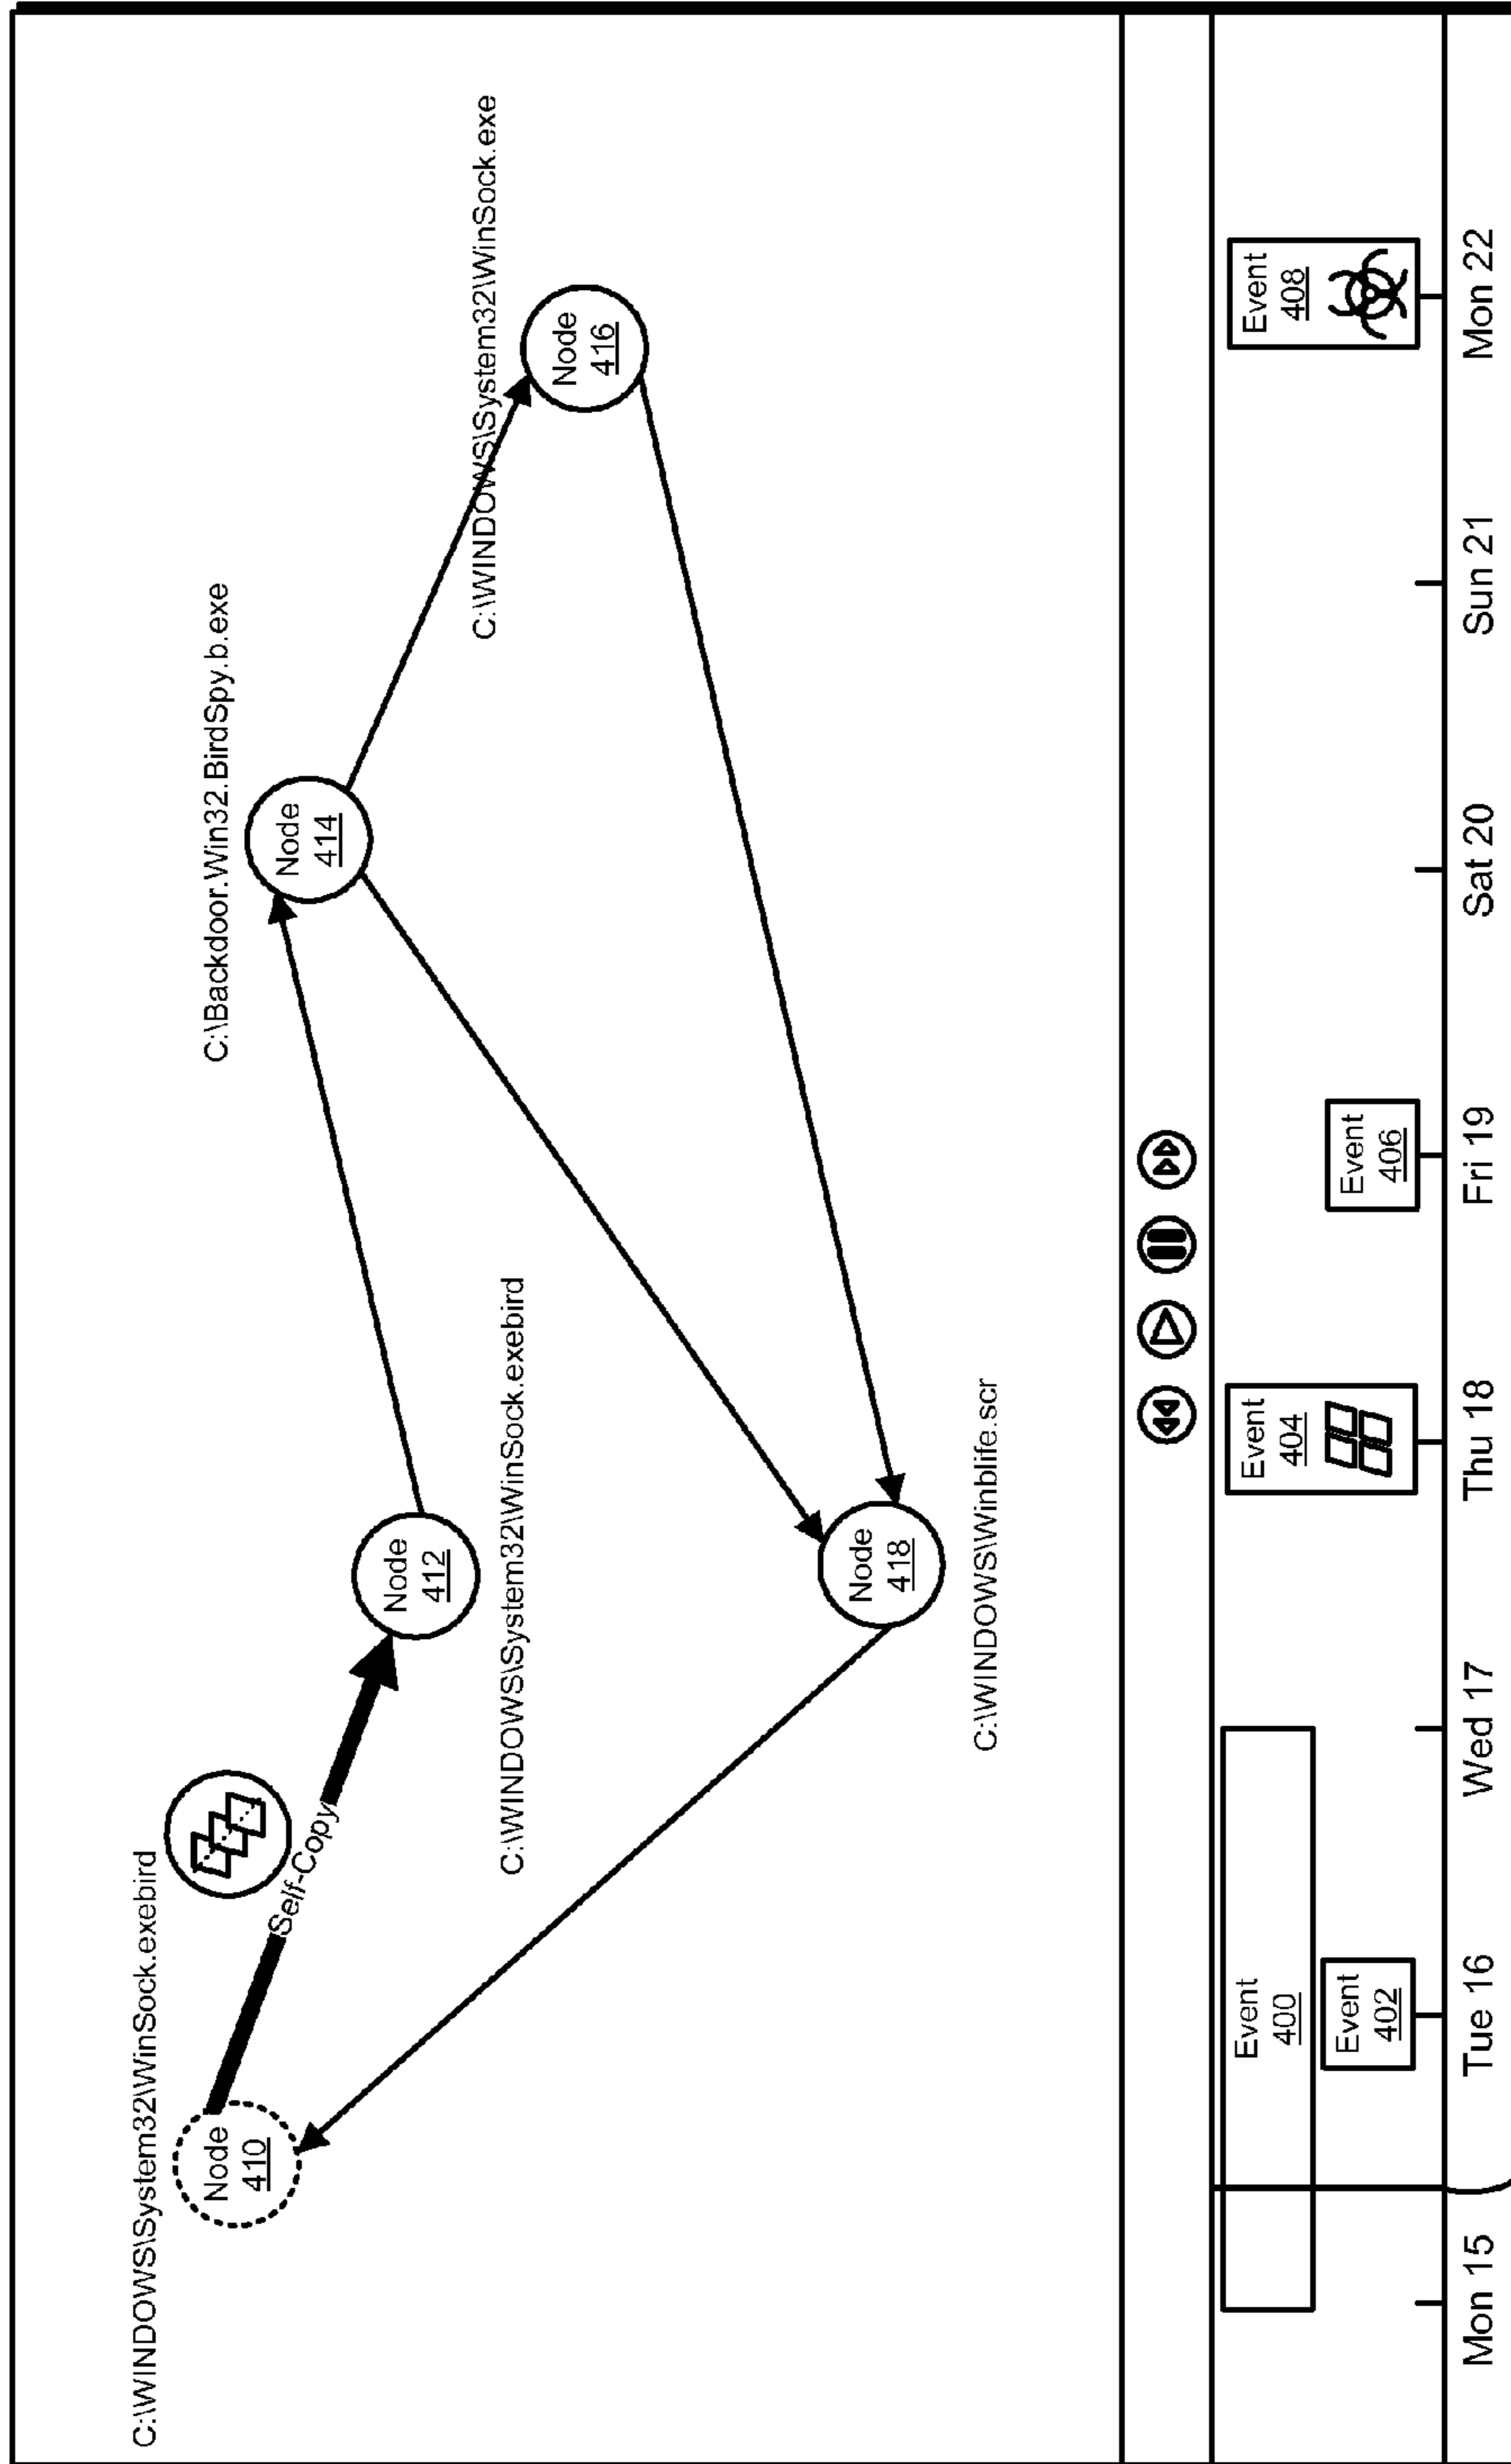 C:\WINDOWS\System32\WinSock.exebird
Node
410
Self-Copy
Node
412
C:\WINDOWS\System32\WinSock.exebird
C:\Backdoor.Win32.BirdSpy.b.exe
Node
414
C:\WINDOWS\System32\WinSock.exe
Node
416
Node
418
C:\WINDOWS\Winblife.scr
Event
400
Event
402
Event
404
Event
406
Event
408
Mon 15
Tue 16
Wed 17
Thu 18
Fri 19
Sat 20
Sun 21
Mon 22